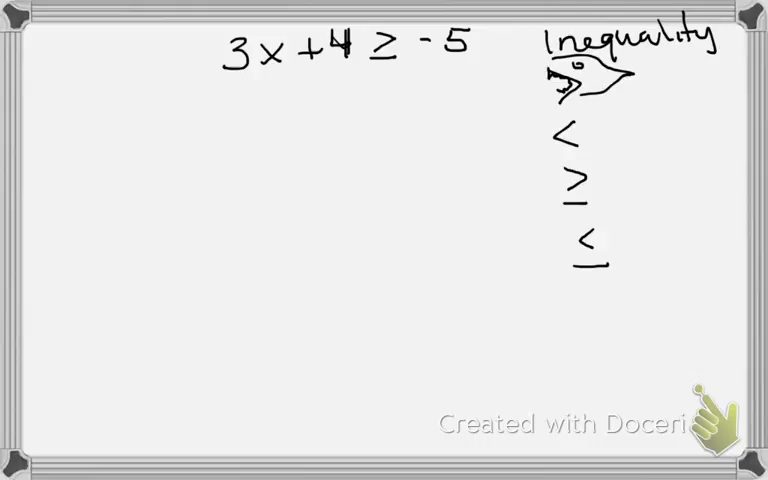 3x + 4 ≥ -5
Inequality
>
<
≥
≤
Created with Doceri